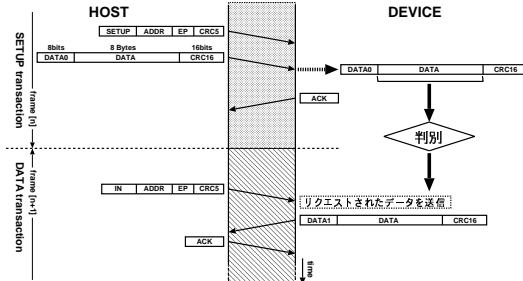 HOST
DEVICE
SETUP ADDR EP CRC5
8bits 8 Bytes 16bits
DATA0 DATA CRC16
DATA0 DATA CRC16
ACK
判別
SETUP transaction
frame [n]
DATA transaction
frame [n+1]
IN ADDR EP CRC5
リクエストされたデータを送信
DATA1 DATA CRC16
ACK
time